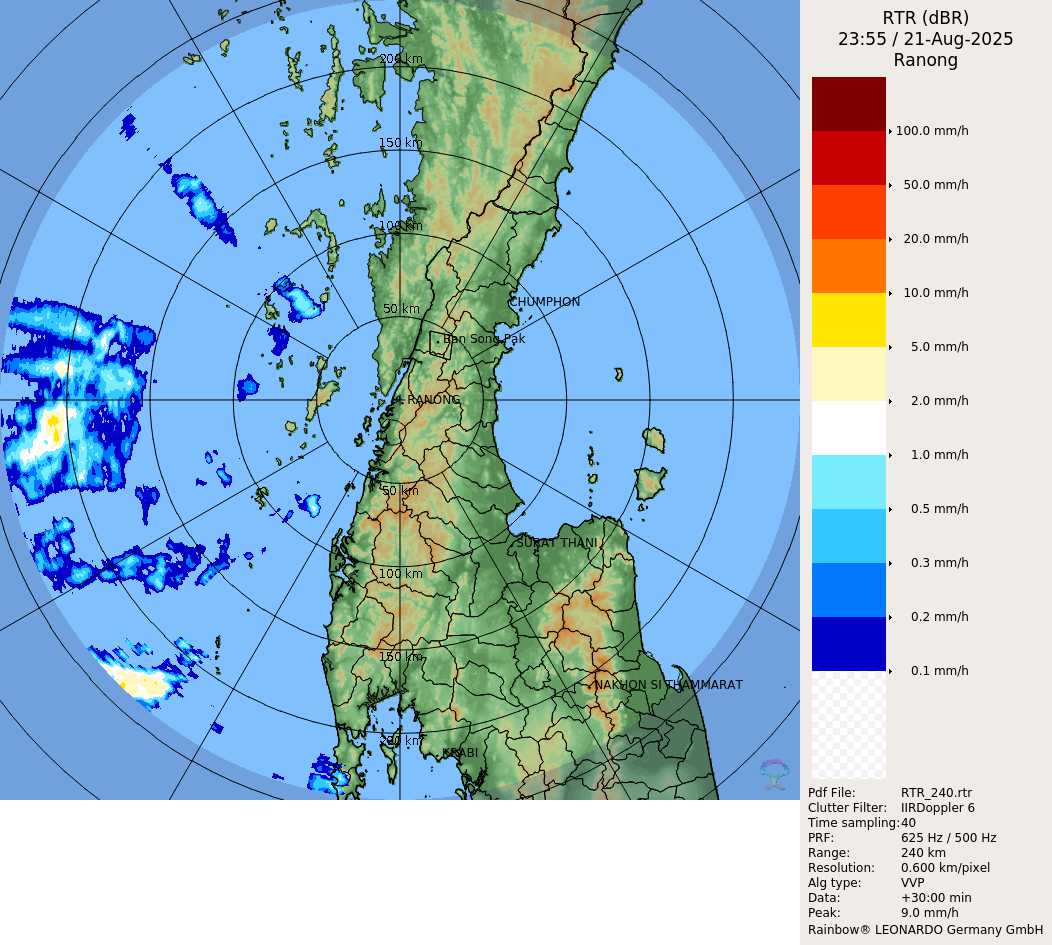 RTR (dBR)
23:55 / 21-Aug-2025
Ranong
200 km
150 km
100 km
50 km
CHUMPHON
Ban Song Pak
RANONG
50 km
SURAT THANI
100 km
150 km
NAKHON SI THAMMARAT
200 km
KRABI
100.0 mm/h
50.0 mm/h
20.0 mm/h
10.0 mm/h
5.0 mm/h
2.0 mm/h
1.0 mm/h
0.5 mm/h
0.3 mm/h
0.2 mm/h
0.1 mm/h
Pdf File: RTR_240.rtr
Clutter Filter: IIRDoppler 6
Time sampling:40
PRF: 625 Hz / 500 Hz
Range: 240 km
Resolution: 0.600 km/pixel
Alg type: VVP
Data: +30:00 min
Peak: 9.0 mm/h
Rainbow® LEONARDO Germany GmbH